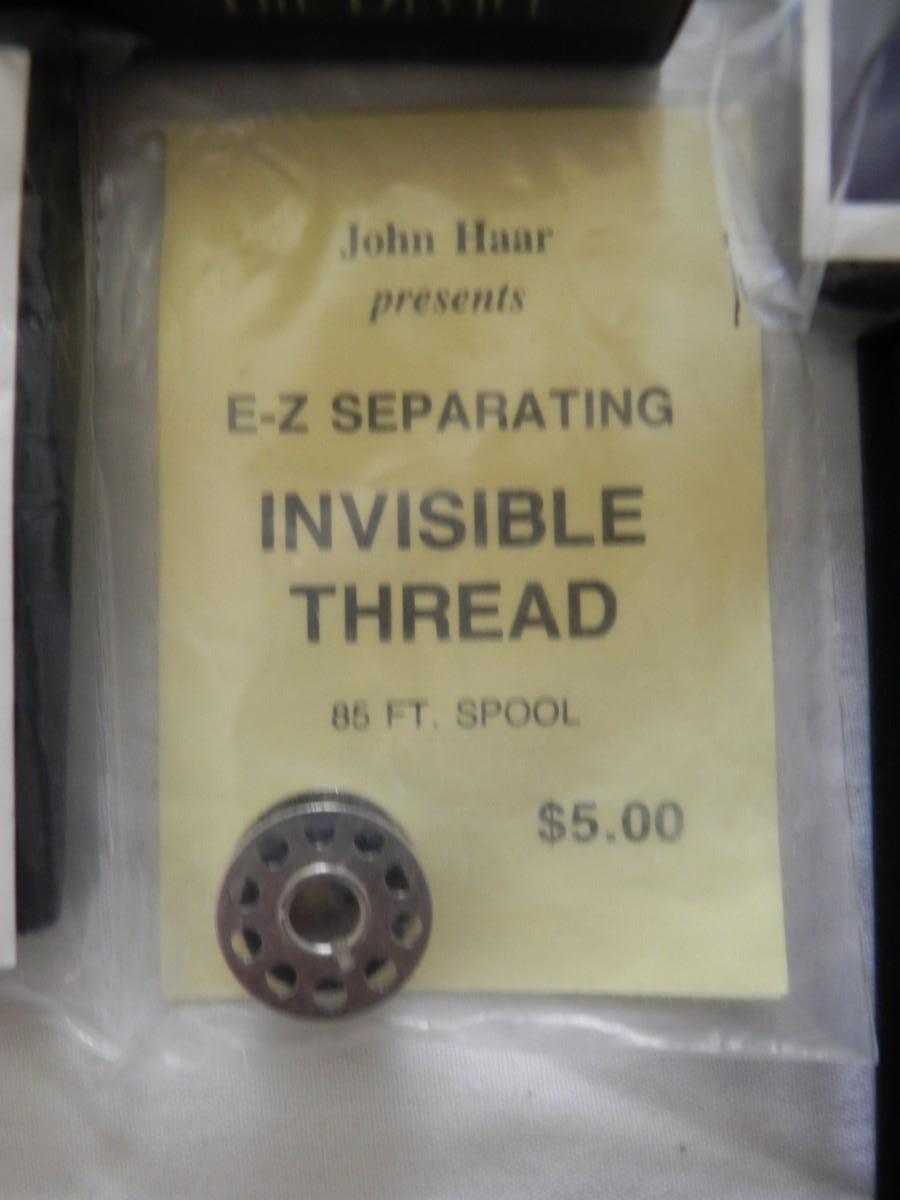 John Haar
presents
E-Z SEPARATING
INVISIBLE
THREAD
85 FT. SPOOL
$5.00